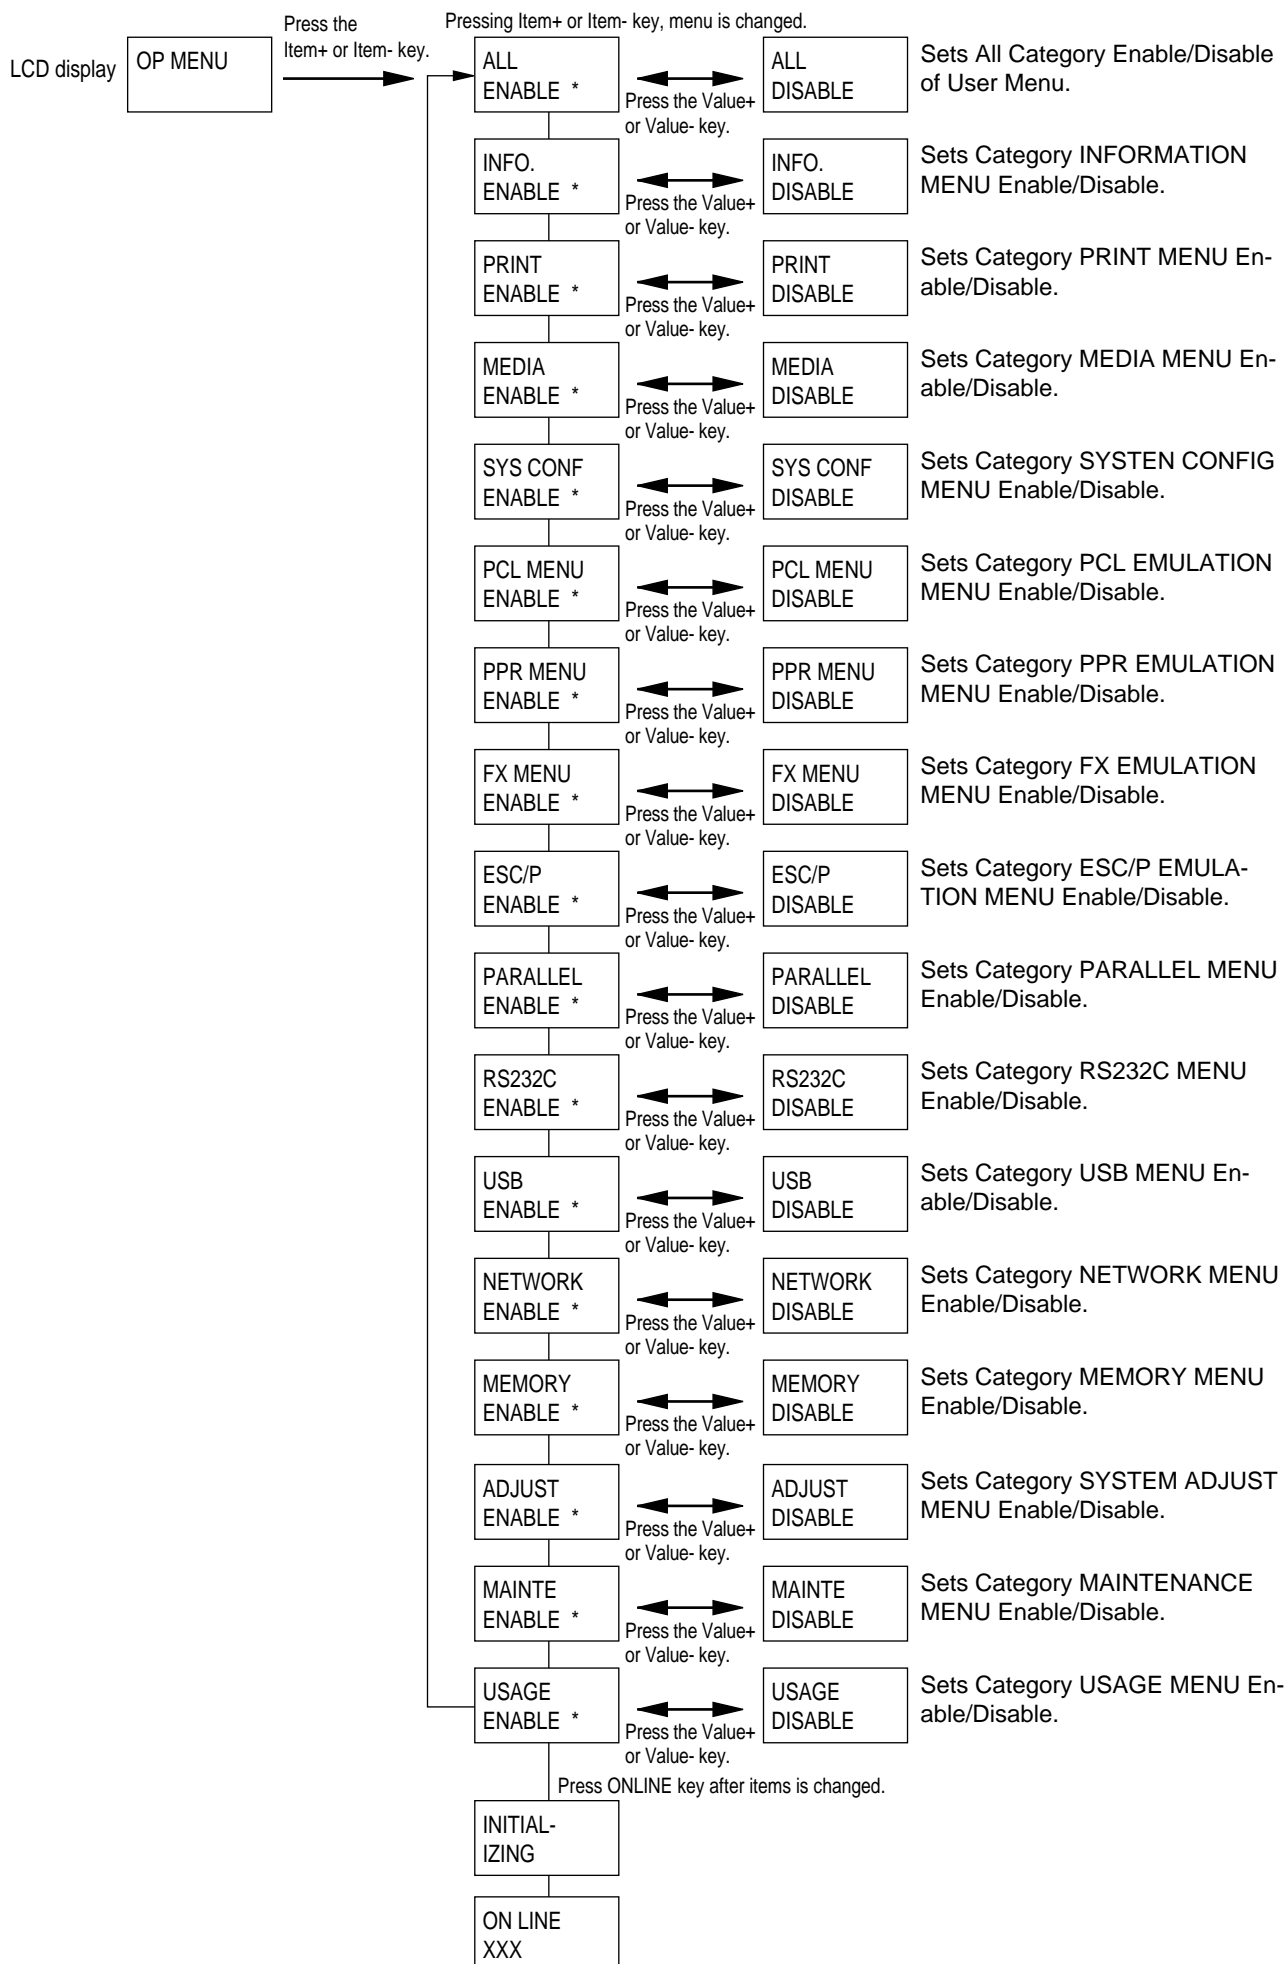 Press the
Item+ or Item- key.
Pressing Item+ or Item- key, menu is changed.
LCD display
OP MENU
ALL
ENABLE *
Press the Value+
or Value- key.
ALL
DISABLE
Sets All Category Enable/Disable
of User Menu.
INFO.
ENABLE *
Press the Value+
or Value- key.
INFO.
DISABLE
Sets Category INFORMATION
MENU Enable/Disable.
PRINT
ENABLE *
Press the Value+
or Value- key.
PRINT
DISABLE
Sets Category PRINT MENU En-
able/Disable.
MEDIA
ENABLE *
Press the Value+
or Value- key.
MEDIA
DISABLE
Sets Category MEDIA MENU En-
able/Disable.
SYS CONF
ENABLE *
Press the Value+
or Value- key.
SYS CONF
DISABLE
Sets Category SYSTEN CONFIG
MENU Enable/Disable.
PCL MENU
ENABLE *
Press the Value+
or Value- key.
PCL MENU
DISABLE
Sets Category PCL EMULATION
MENU Enable/Disable.
PPR MENU
ENABLE *
Press the Value+
or Value- key.
PPR MENU
DISABLE
Sets Category PPR EMULATION
MENU Enable/Disable.
FX MENU
ENABLE *
Press the Value+
or Value- key.
FX MENU
DISABLE
Sets Category FX EMULATION
MENU Enable/Disable.
ESC/P
ENABLE *
Press the Value+
or Value- key.
ESC/P
DISABLE
Sets Category ESC/P EMULA-
TION MENU Enable/Disable.
PARALLEL
ENABLE *
Press the Value+
or Value- key.
PARALLEL
DISABLE
Sets Category PARALLEL MENU
Enable/Disable.
RS232C
ENABLE *
Press the Value+
or Value- key.
RS232C
DISABLE
Sets Category RS232C MENU
Enable/Disable.
USB
ENABLE *
Press the Value+
or Value- key.
USB
DISABLE
Sets Category USB MENU En-
able/Disable.
NETWORK
ENABLE *
Press the Value+
or Value- key.
NETWORK
DISABLE
Sets Category NETWORK MENU
Enable/Disable.
MEMORY
ENABLE *
Press the Value+
or Value- key.
MEMORY
DISABLE
Sets Category MEMORY MENU
Enable/Disable.
ADJUST
ENABLE *
Press the Value+
or Value- key.
ADJUST
DISABLE
Sets Category SYSTEM ADJUST
MENU Enable/Disable.
MAINTE
ENABLE *
Press the Value+
or Value- key.
MAINTE
DISABLE
Sets Category MAINTENANCE
MENU Enable/Disable.
USAGE
ENABLE *
Press the Value+
or Value- key.
USAGE
DISABLE
Sets Category USAGE MENU En-
able/Disable.
Press ONLINE key after items is changed.
INITIAL-
IZING
ON LINE
XXX